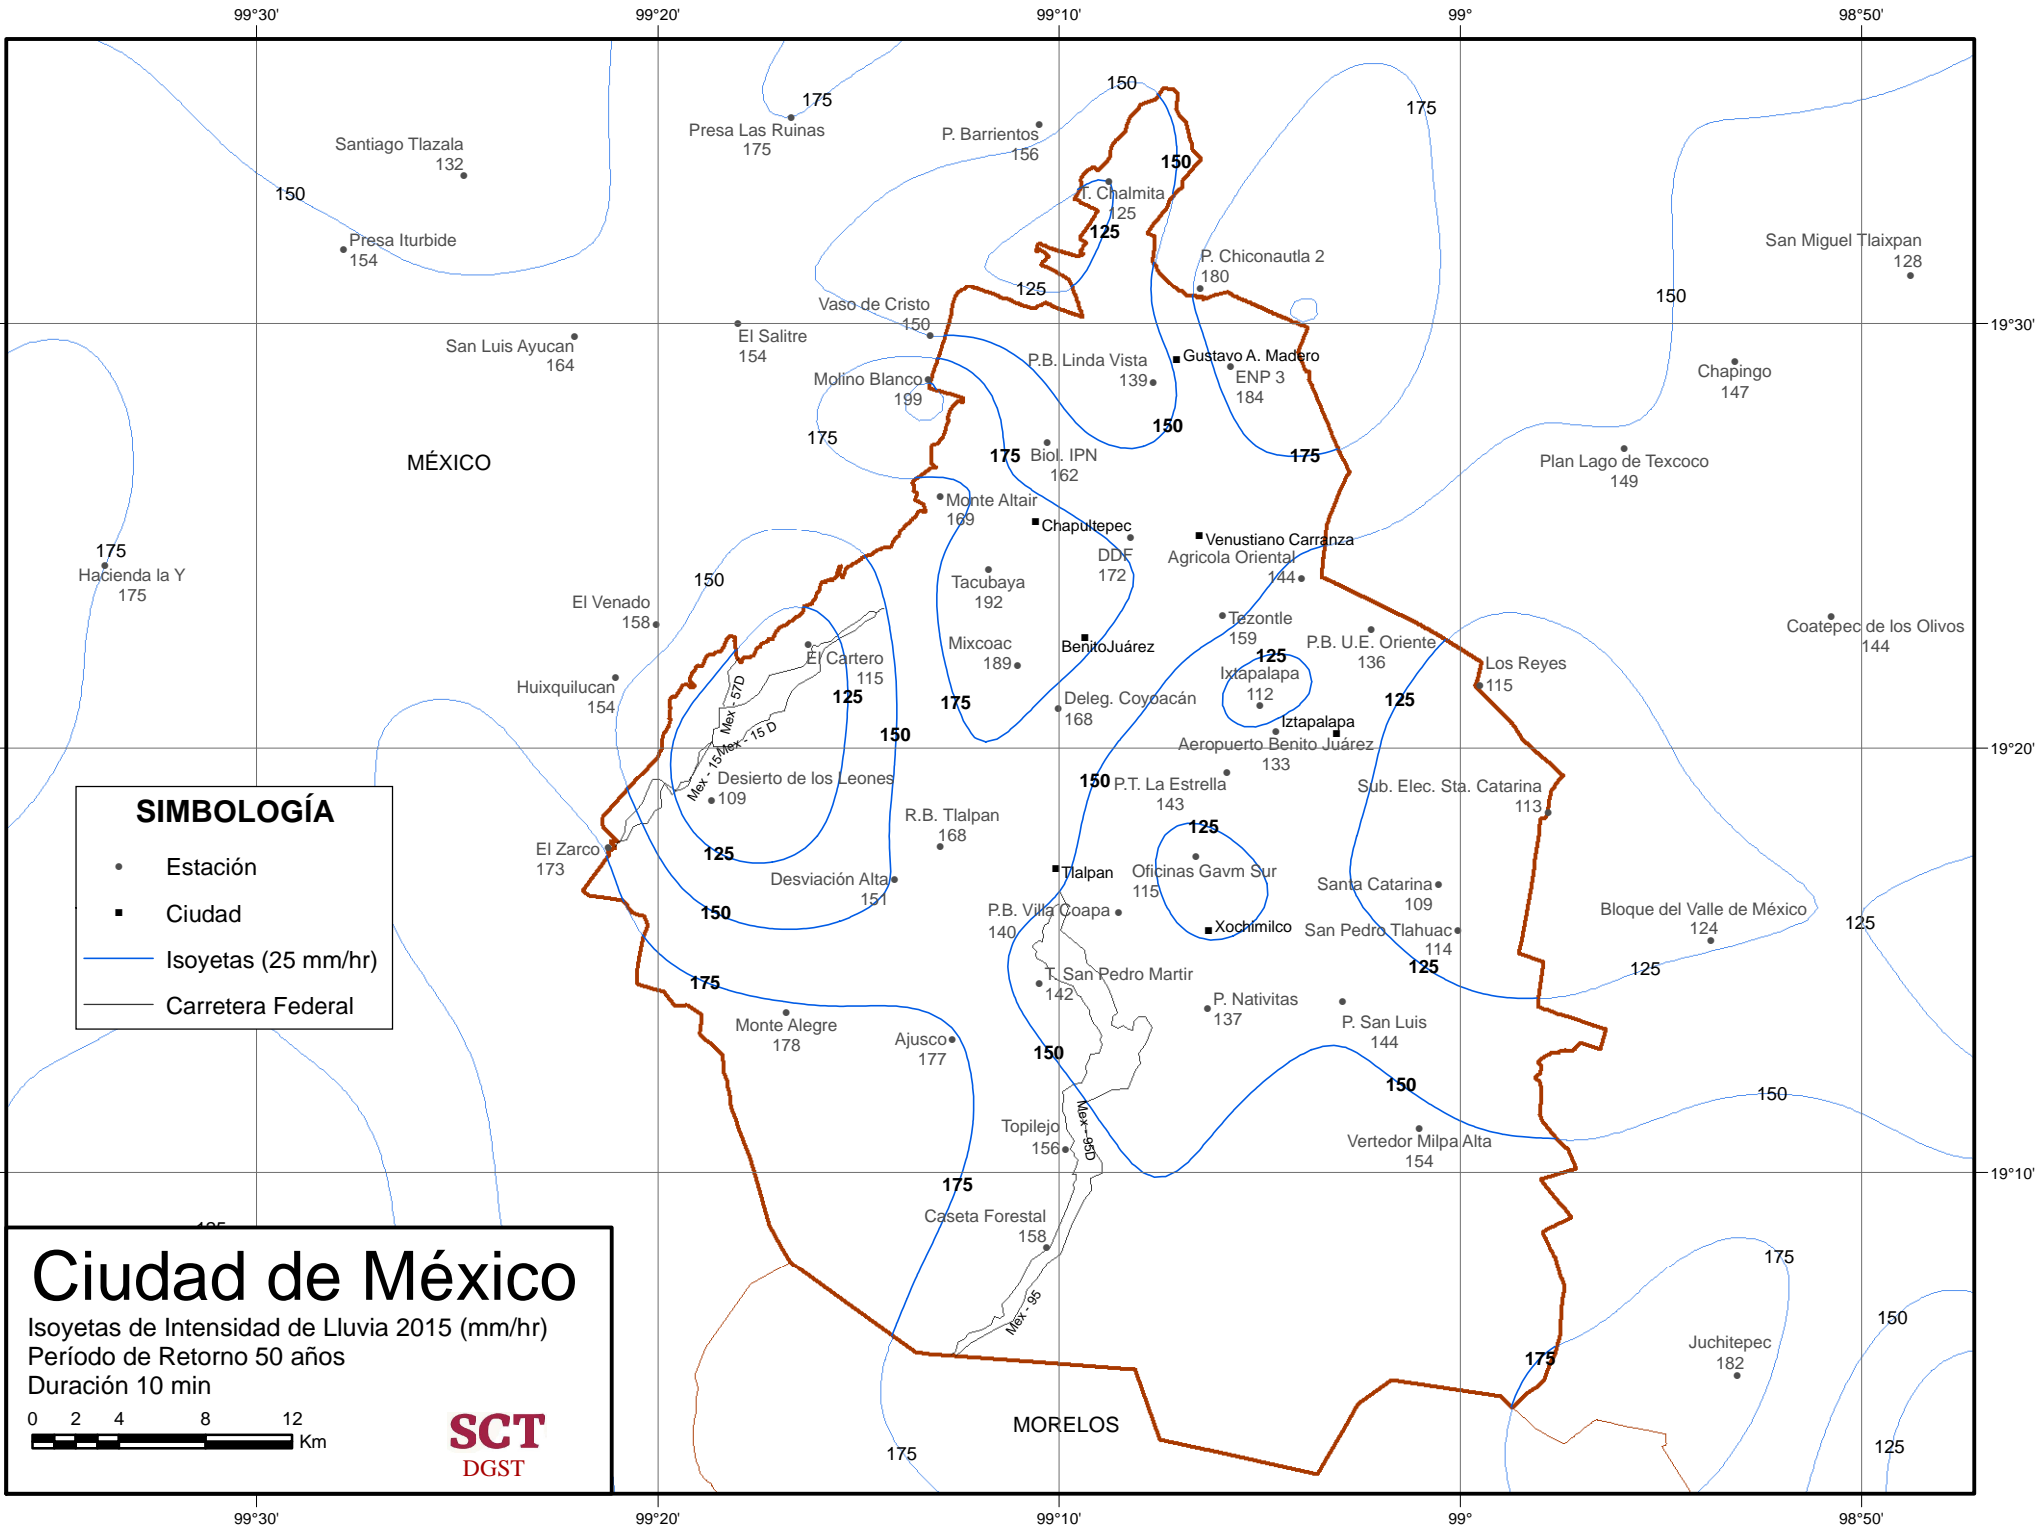 99°30'
99°20'
99°10'
99°
98°50'
150
175
175
150
Presa Las Ruinas
175
P. Barrientos
156
Santiago Tlazala
132
150
150
T. Chalmita
125
125
Presa Iturbide
154
San Miguel Tlaixpan
128
P. Chiconautla 2
180
125
150
Vaso de Cristo
150
El Salitre
154
19°30'
San Luis Ayucan
164
P.B. Linda Vista
139
Gustavo A. Madero
ENP 3
184
Chapingo
147
Molino Blanco
199
150
175
175
Biol. IPN
162
175
MÉXICO
Plan Lago de Texcoco
149
Monte Altair
169
Chapultepec
Venustiano Carranza
DDF
172
Agricola Oriental
144
175
Hacienda la Y
175
150
Tacubaya
192
El Venado
158
Tezontle
159
P.B. U.E. Oriente
136
Coatepec de los Olivos
144
Mixcoac
189
BenitoJuárez
El Cartero
115
125
Ixtapalapa
112
Los Reyes
115
Huixquilucan
154
125
175
Deleg. Coyoacán
168
125
Mex - 57D
Iztapalapa
150
Mex - 15 D
Aeropuerto Benito Juárez
133
19°20'
Mex - 15
Desierto de los Leones
109
150
P.T. La Estrella
143
Sub. Elec. Sta. Catarina
113
SIMBOLOGÍA
Estación
Ciudad
Isoyetas (25 mm/hr)
Carretera Federal
R.B. Tlalpan
168
125
El Zarco
173
125
Desviación Alta
151
Tlalpan
Oficinas Gavm Sur
115
Santa Catarina
109
150
P.B. Villa Coapa
140
Xochimilco
San Pedro Tlahuac
114
Bloque del Valle de México
124
125
125
125
175
T. San Pedro Martir
142
P. Nativitas
137
Monte Alegre
178
Ajusco
177
P. San Luis
144
150
150
150
Topilejo
156
Mex - 95D
Vertedor Milpa Alta
154
19°10'
175
Caseta Forestal
158
175
Mex - 95
150
175
Juchitepec
182
MORELOS
175
125
Ciudad de México
Isoyetas de Intensidad de Lluvia 2015 (mm/hr)
Período de Retorno 50 años
Duración 10 min
0 2 4 8 12
Km
SCT
DGST
99°30'
99°20'
99°10'
99°
98°50'